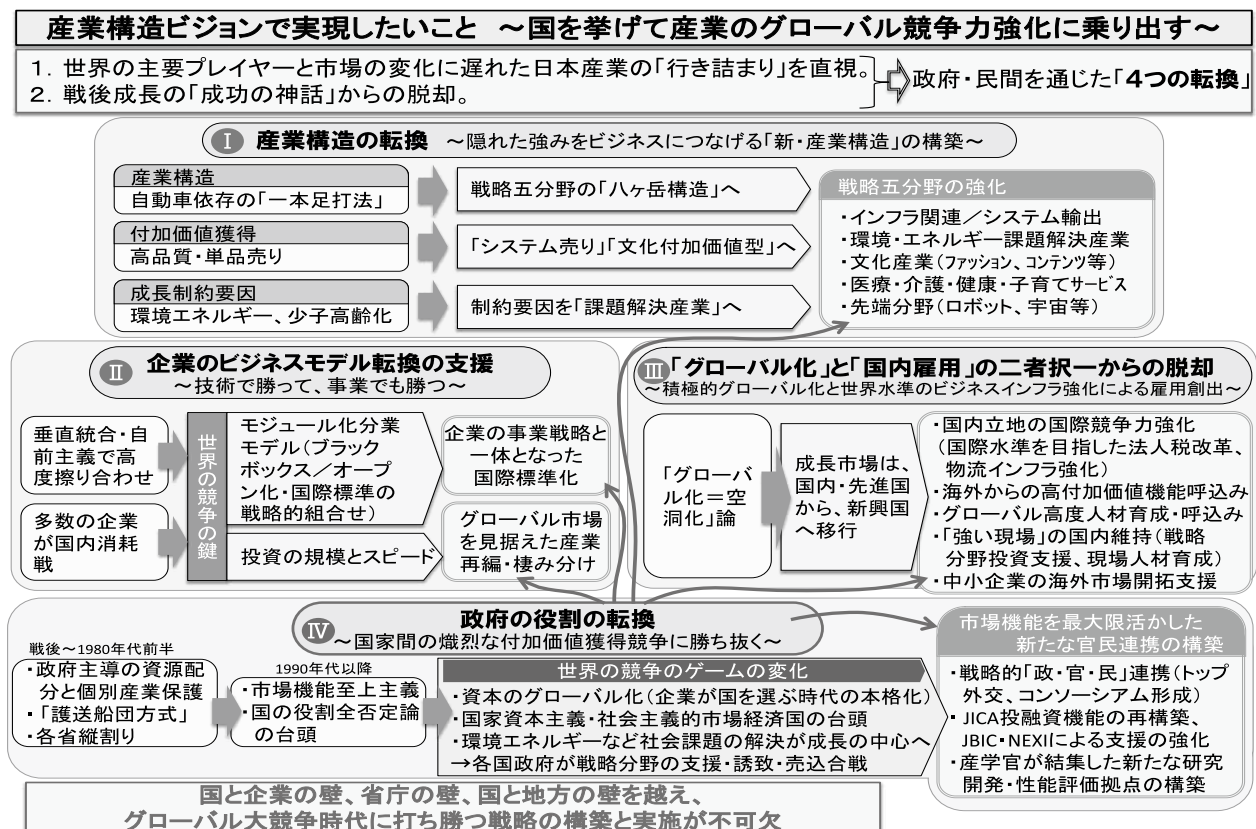 産業構造ビジョンで実現したいこと ～国を挙げて産業のグローバル競争力強化に乗り出す～
1. 世界の主要プレイヤーと市場の変化に遅れた日本産業の「行き詰まり」を直視。
2. 戦後成長の「成功の神話」からの脱却。
政府・民間を通じた「4つの転換」
Ⅰ 産業構造の転換 ～隠れた強みをビジネスにつなげる「新・産業構造」の構築～
産業構造
自動車依存の「一本足打法」
戦略五分野の「八ヶ岳構造」へ
付加価値獲得
高品質・単品売り
「システム売り」「文化付加価値型」へ
成長制約要因
環境エネルギー、少子高齢化
制約要因を「課題解決産業」へ
戦略五分野の強化
・インフラ関連／システム輸出
・環境・エネルギー課題解決産業
・文化産業（ファッション、コンテンツ等）
・医療・介護・健康・子育てサービス
・先端分野（ロボット、宇宙等）
Ⅱ 企業のビジネスモデル転換の支援
～技術で勝って、事業でも勝つ～
垂直統合・自
前主義で高
度擦り合わせ
多数の企業
が国内消耗
戦
世界の競争の鍵
モジュール化分業
モデル（ブラック
ボックス／オープ
ン化・国際標準の
戦略的組合せ）
投資の規模とスピード
企業の事業戦略と
一体となった
国際標準化
グローバル市場
を見据えた産業
再編・棲み分け
Ⅲ 「グローバル化」と「国内雇用」の二者択一からの脱却
～積極的グローバル化と世界水準のビジネスインフラ強化による雇用創出～
「グローバ
ル化＝空
洞化」論
成長市場は、
国内・先進国
から、新興国
へ移行
・国内立地の国際競争力強化
（国際水準を目指した法人税改革、
物流インフラ強化）
・海外からの高付加価値機能呼込み
・グローバル高度人材育成・呼込み
・「強い現場」の国内維持（戦略
分野投資支援、現場人材育成）
・中小企業の海外市場開拓支援
Ⅳ 政府の役割の転換
～国家間の熾烈な付加価値獲得競争に勝ち抜く～
戦後～1980年代前半
・政府主導の資源配
分と個別産業保護
・「護送船団方式」
・各省縦割り
1990年代以降
・市場機能至上主義
・国の役割全否定論
の台頭
世界の競争のゲームの変化
・資本のグローバル化（企業が国を選ぶ時代の本格化）
・国家資本主義・社会主義的市場経済国の台頭
・環境エネルギーなど社会課題の解決が成長の中心へ
→各国政府が戦略分野の支援・誘致・売込合戦
市場機能を最大限活かした
新たな官民連携の構築
・戦略的「政・官・民」連携（トップ
外交、コンソーシアム形成）
・JICA投融資機能の再構築、
JBIC・NEXIによる支援の強化
・産学官が結集した新たな研究
開発・性能評価拠点の構築
国と企業の壁、省庁の壁、国と地方の壁を越え、
グローバル大競争時代に打ち勝つ戦略の構築と実施が不可欠